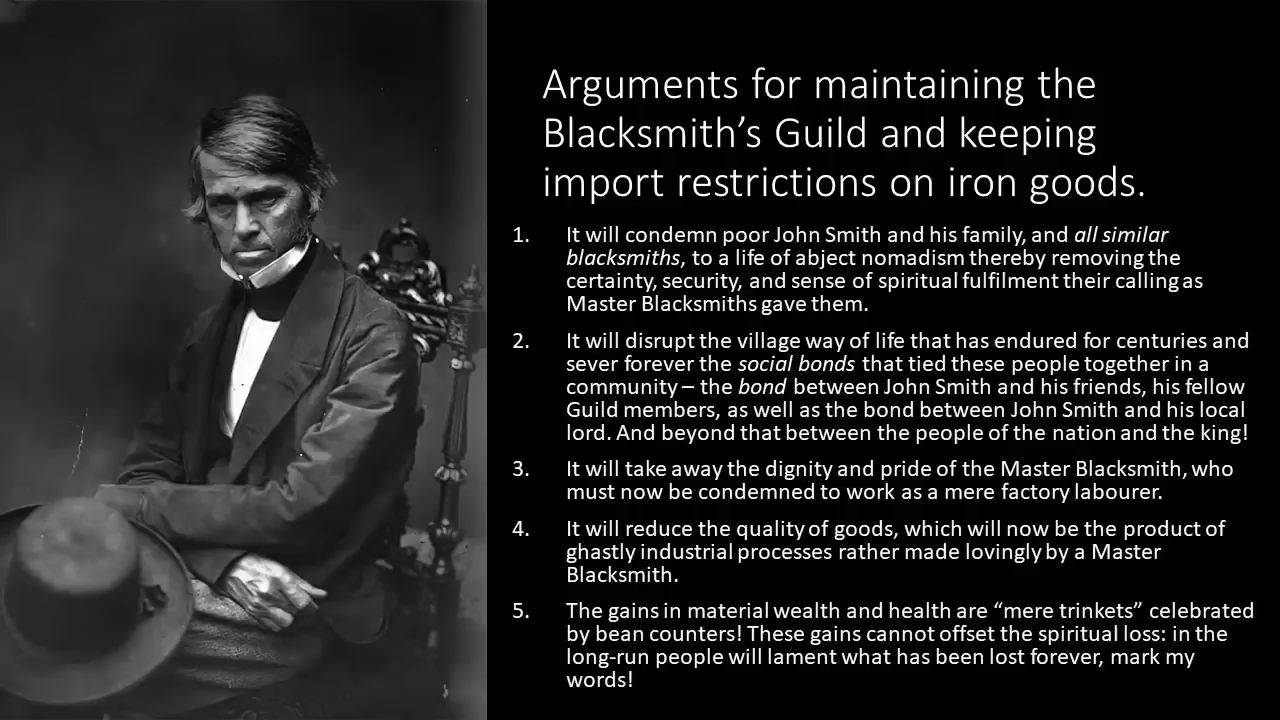 Arguments for maintaining the
Blacksmith’s Guild and keeping
import restrictions on iron goods.
1. It will condemn poor John Smith and his family, and all similar
blacksmiths, to a life of abject nomadism thereby removing the
certainty, security, and sense of spiritual fulfilment their calling as
Master Blacksmiths gave them.
2. It will disrupt the village way of life that has endured for centuries and
sever forever the social bonds that tied these people together in a
community – the bond between John Smith and his friends, his fellow
Guild members, as well as the bond between John Smith and his local
lord. And beyond that between the people of the nation and the king!
3. It will take away the dignity and pride of the Master Blacksmith, who
must now be condemned to work as a mere factory labourer.
4. It will reduce the quality of goods, which will now be the product of
ghastly industrial processes rather made lovingly by a Master
Blacksmith.
5. The gains in material wealth and health are “mere trinkets” celebrated
by bean counters! These gains cannot offset the spiritual loss: in the
long-run people will lament what has been lost forever, mark my
words!